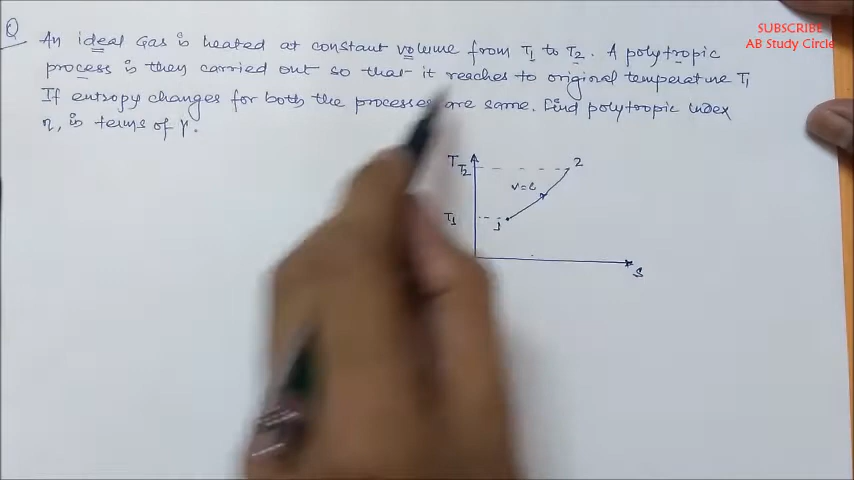 Q
SUBSCRIBE
AB Study Circle
An ideal Gas is heated at constant volume from T1 to T2. A polytropic
process is then carried out so that it reaches to original temperature T1
If entropy changes for both the processes are same. Find polytropic index
η, in terms of γ.
T
T2
2
V=C
T1
1
S